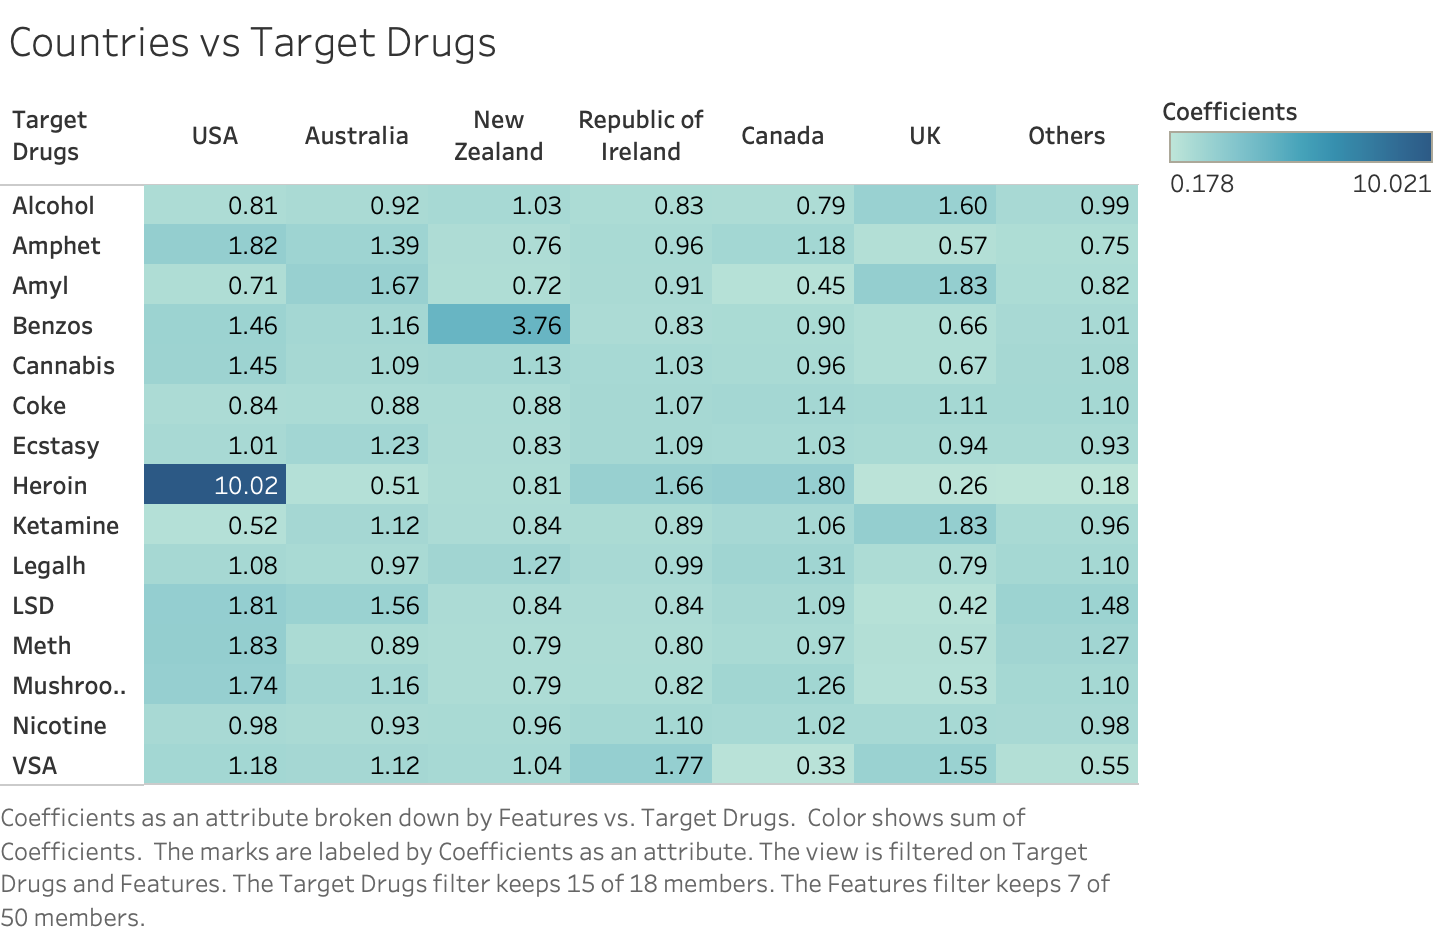 Countries vs Target Drugs
Target Drugs USA Australia New Zealand Republic of Ireland Canada UK Others
Alcohol 0.81 0.92 1.03 0.83 0.79 1.60 0.99
Amphet 1.82 1.39 0.76 0.96 1.18 0.57 0.75
Amyl 0.71 1.67 0.72 0.91 0.45 1.83 0.82
Benzos 1.46 1.16 3.76 0.83 0.90 0.66 1.01
Cannabis 1.45 1.09 1.13 1.03 0.96 0.67 1.08
Coke 0.84 0.88 0.88 1.07 1.14 1.11 1.10
Ecstasy 1.01 1.23 0.83 1.09 1.03 0.94 0.93
Heroin 10.02 0.51 0.81 1.66 1.80 0.26 0.18
Ketamine 0.52 1.12 0.84 0.89 1.06 1.83 0.96
Legalh 1.08 0.97 1.27 0.99 1.31 0.79 1.10
LSD 1.81 1.56 0.84 0.84 1.09 0.42 1.48
Meth 1.83 0.89 0.79 0.80 0.97 0.57 1.27
Mushroo.. 1.74 1.16 0.79 0.82 1.26 0.53 1.10
Nicotine 0.98 0.93 0.96 1.10 1.02 1.03 0.98
VSA 1.18 1.12 1.04 1.77 0.33 1.55 0.55
Coefficients
0.178 10.021
Coefficients as an attribute broken down by Features vs. Target Drugs.  Color shows sum of
Coefficients.  The marks are labeled by Coefficients as an attribute. The view is filtered on Target
Drugs and Features. The Target Drugs filter keeps 15 of 18 members. The Features filter keeps 7 of
50 members.